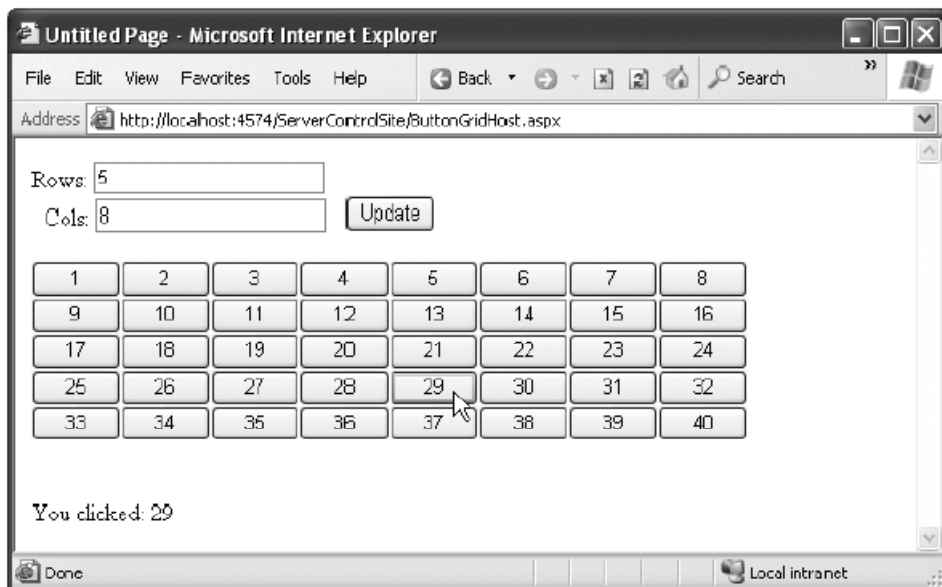 Untitled Page - Microsoft Internet Explorer
File Edit View Favorites Tools Help Back Search »
Address http://localhost:4574/ServerControlSite/ButtonGridHost.aspx
Rows: 5
Cols: 8 Update
1 2 3 4 5 6 7 8
9 10 11 12 13 14 15 16
17 18 19 20 21 22 23 24
25 26 27 28 29 30 31 32
33 34 35 36 37 38 39 40
You clicked: 29
Done Local intranet